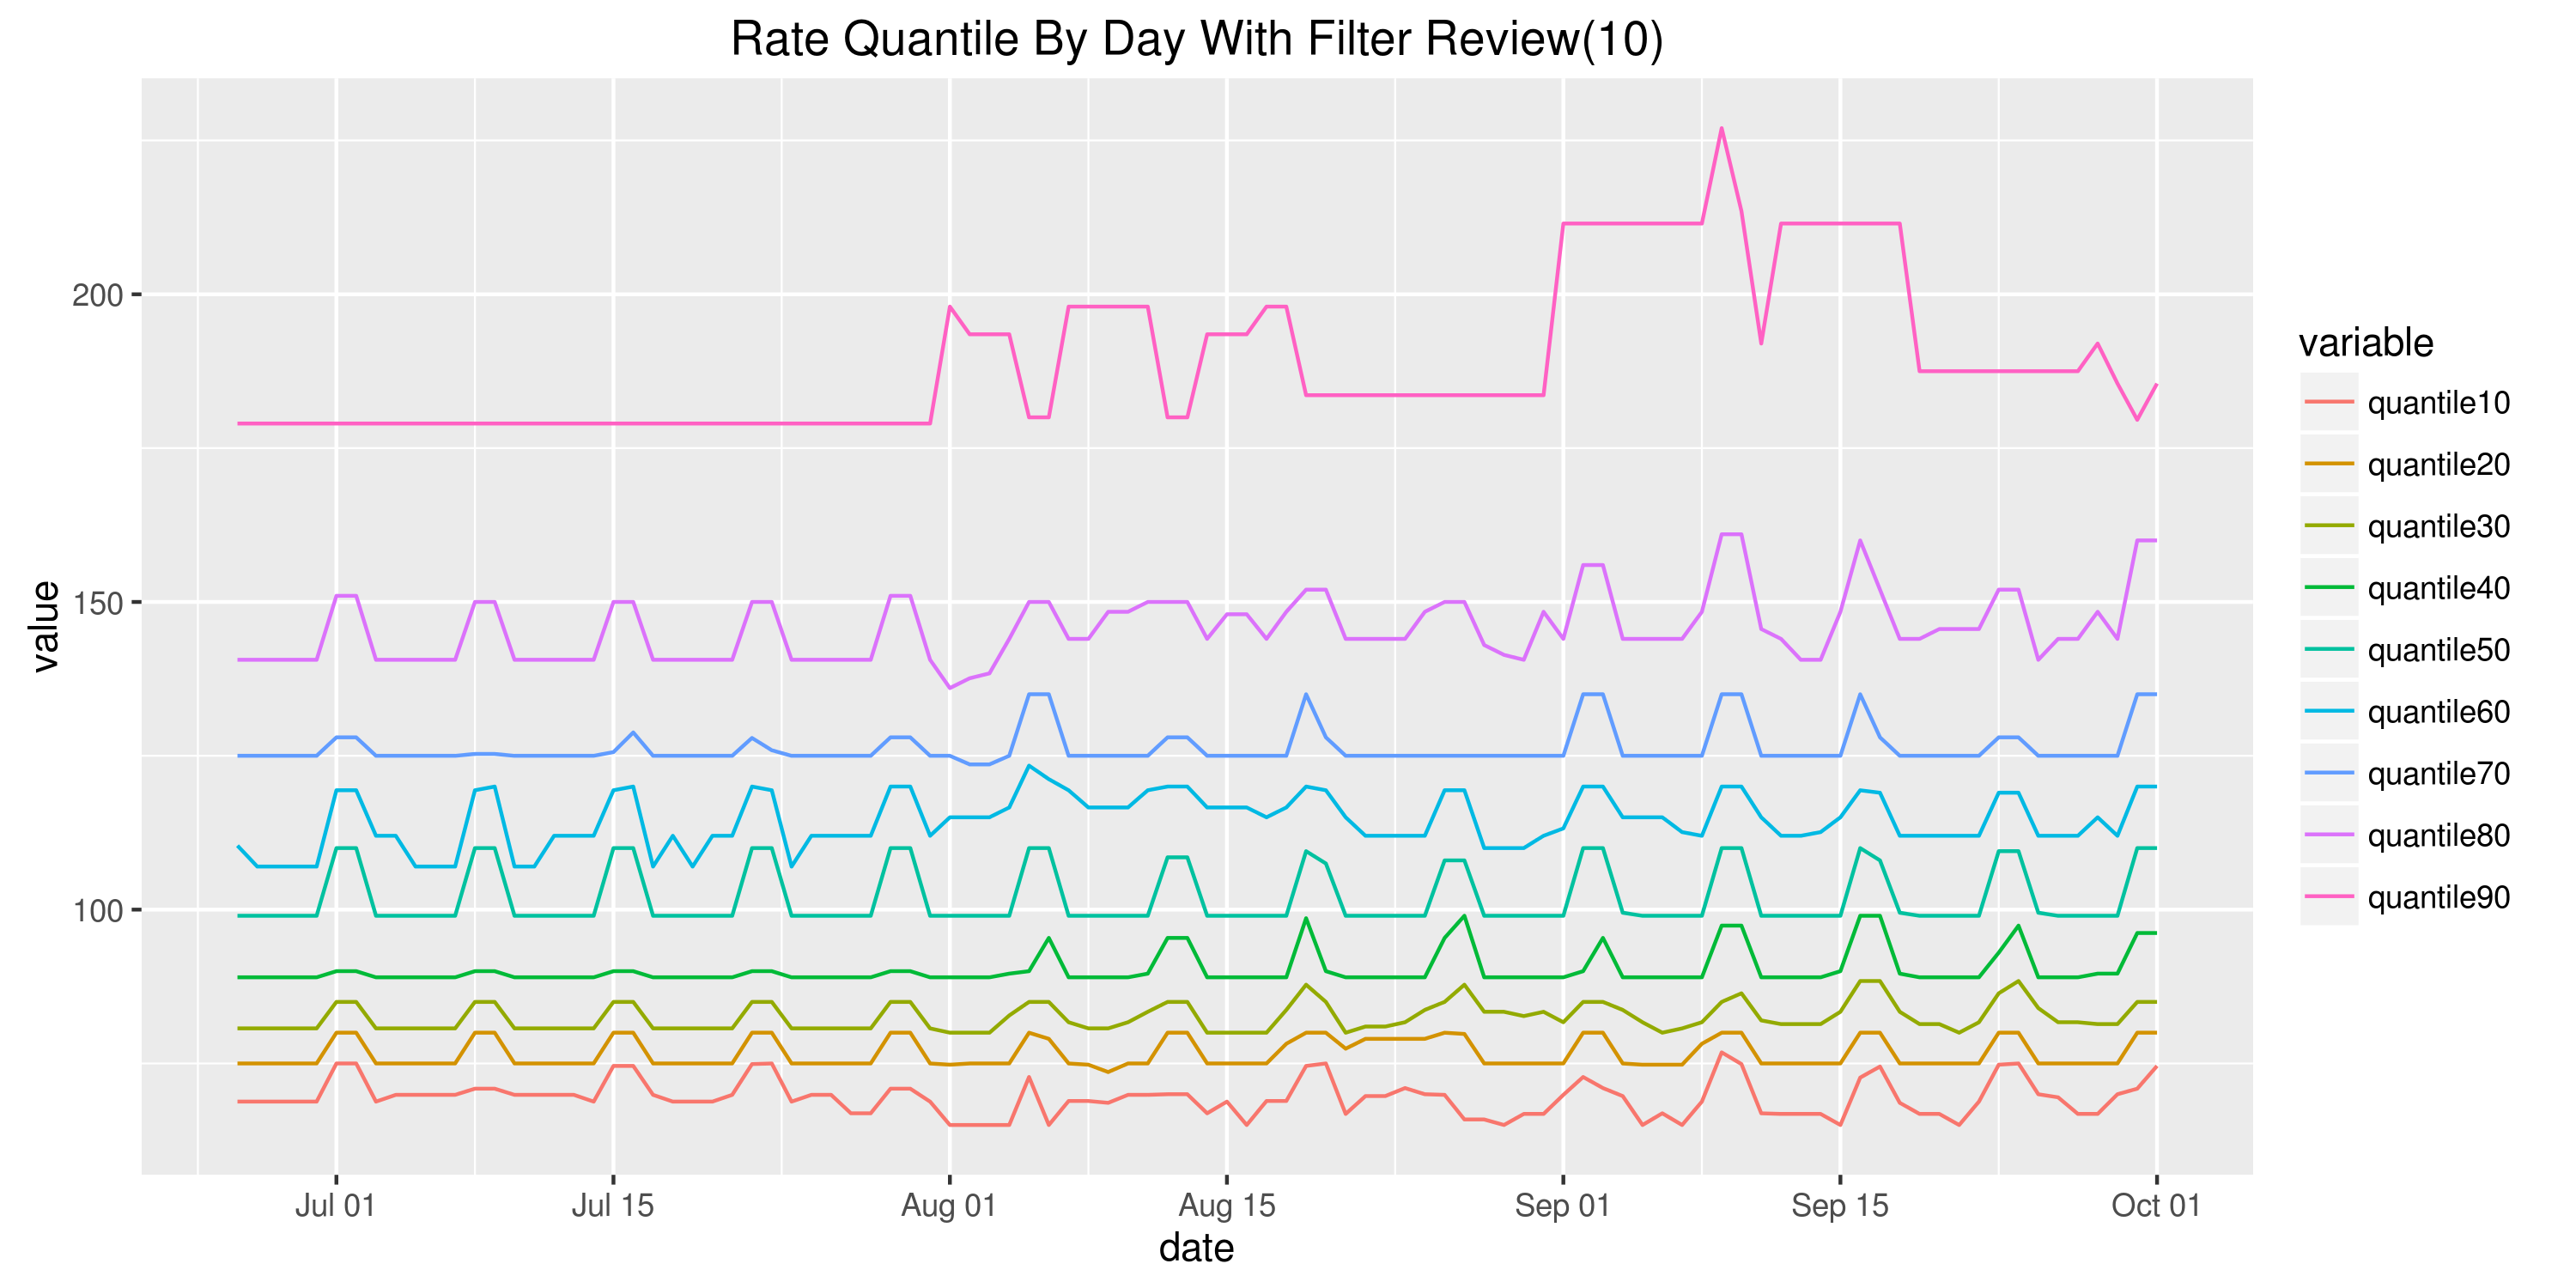 Rate Quantile By Day With Filter Review(10)
value
200
150
100
Jul 01
Jul 15
Aug 01
Aug 15
Sep 01
Sep 15
Oct 01
date
variable
quantile10
quantile20
quantile30
quantile40
quantile50
quantile60
quantile70
quantile80
quantile90